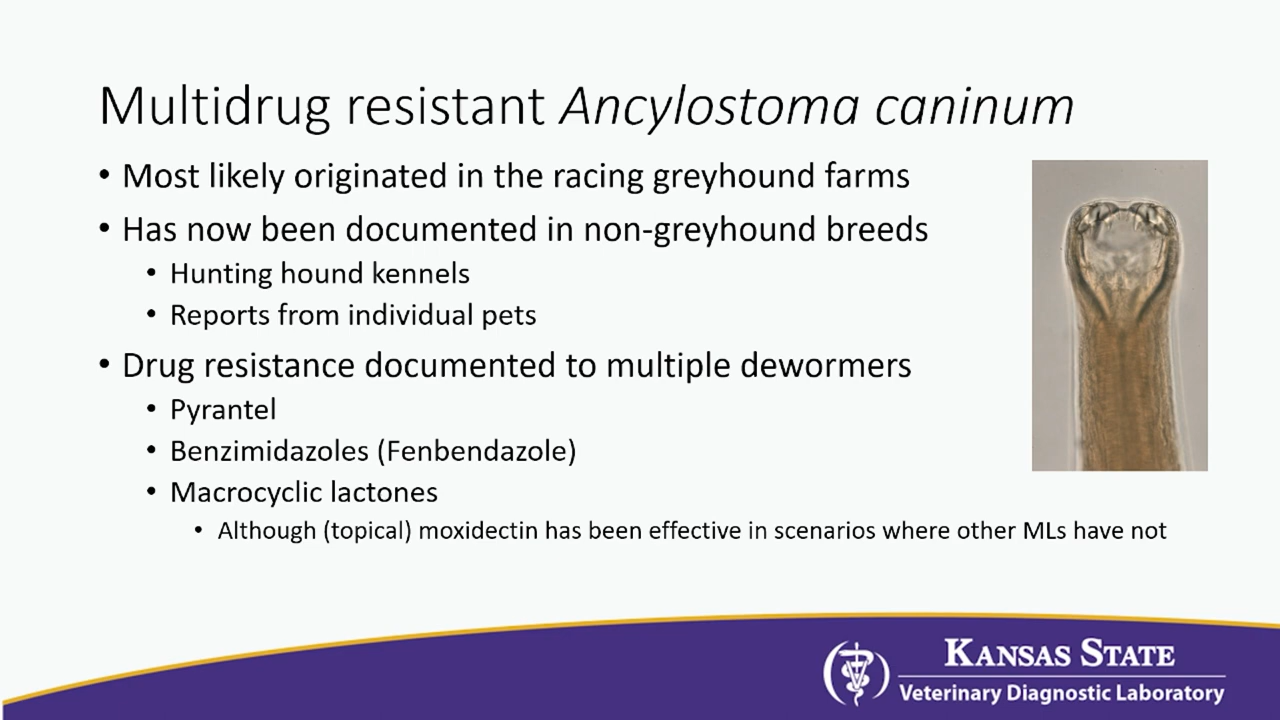 Multidrug resistant Ancylostoma caninum
• Most likely originated in the racing greyhound farms
• Has now been documented in non-greyhound breeds
• Hunting hound kennels
• Reports from individual pets
• Drug resistance documented to multiple dewormers
• Pyrantel
• Benzimidazoles (Fenbendazole)
• Macrocyclic lactones
• Although (topical) moxidectin has been effective in scenarios where other MLs have not
KANSAS STATE
Veterinary Diagnostic Laboratory